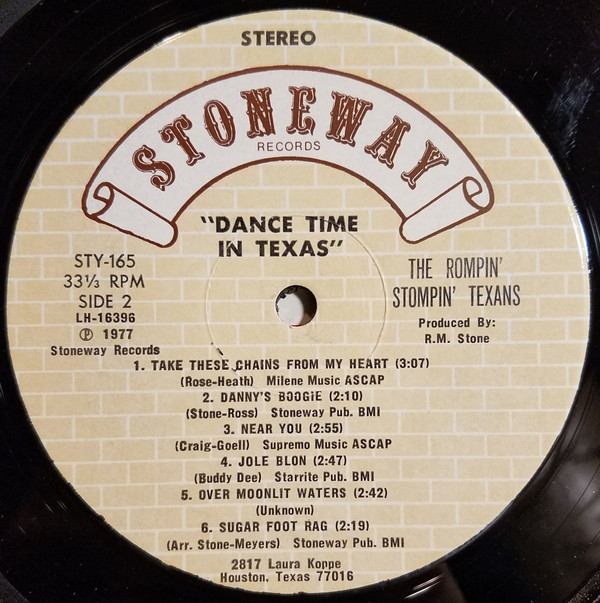 STEREO
STONEWAY
RECORDS
"DANCE TIME
IN TEXAS"
STY-165
33⅓ RPM
SIDE 2
LH-16396
Ⓟ 1977
Stoneway Records
THE ROMPIN'
STOMPIN' TEXANS
Produced By:
R.M. Stone
1. TAKE THESE CHAINS FROM MY HEART (3:07)
(Rose-Heath) Milene Music ASCAP
2. DANNY'S BOOGIE (2:10)
(Stone-Ross) Stoneway Pub. BMI
3. NEAR YOU (2:55)
(Craig-Goell) Supremo Music ASCAP
4. JOLE BLON (2:47)
(Buddy Dee) Starrite Pub. BMI
5. OVER MOONLIT WATERS (2:42)
(Unknown)
6. SUGAR FOOT RAG (2:19)
(Arr. Stone-Meyers) Stoneway Pub. BMI
2817 Laura Koppe
Houston, Texas 77016